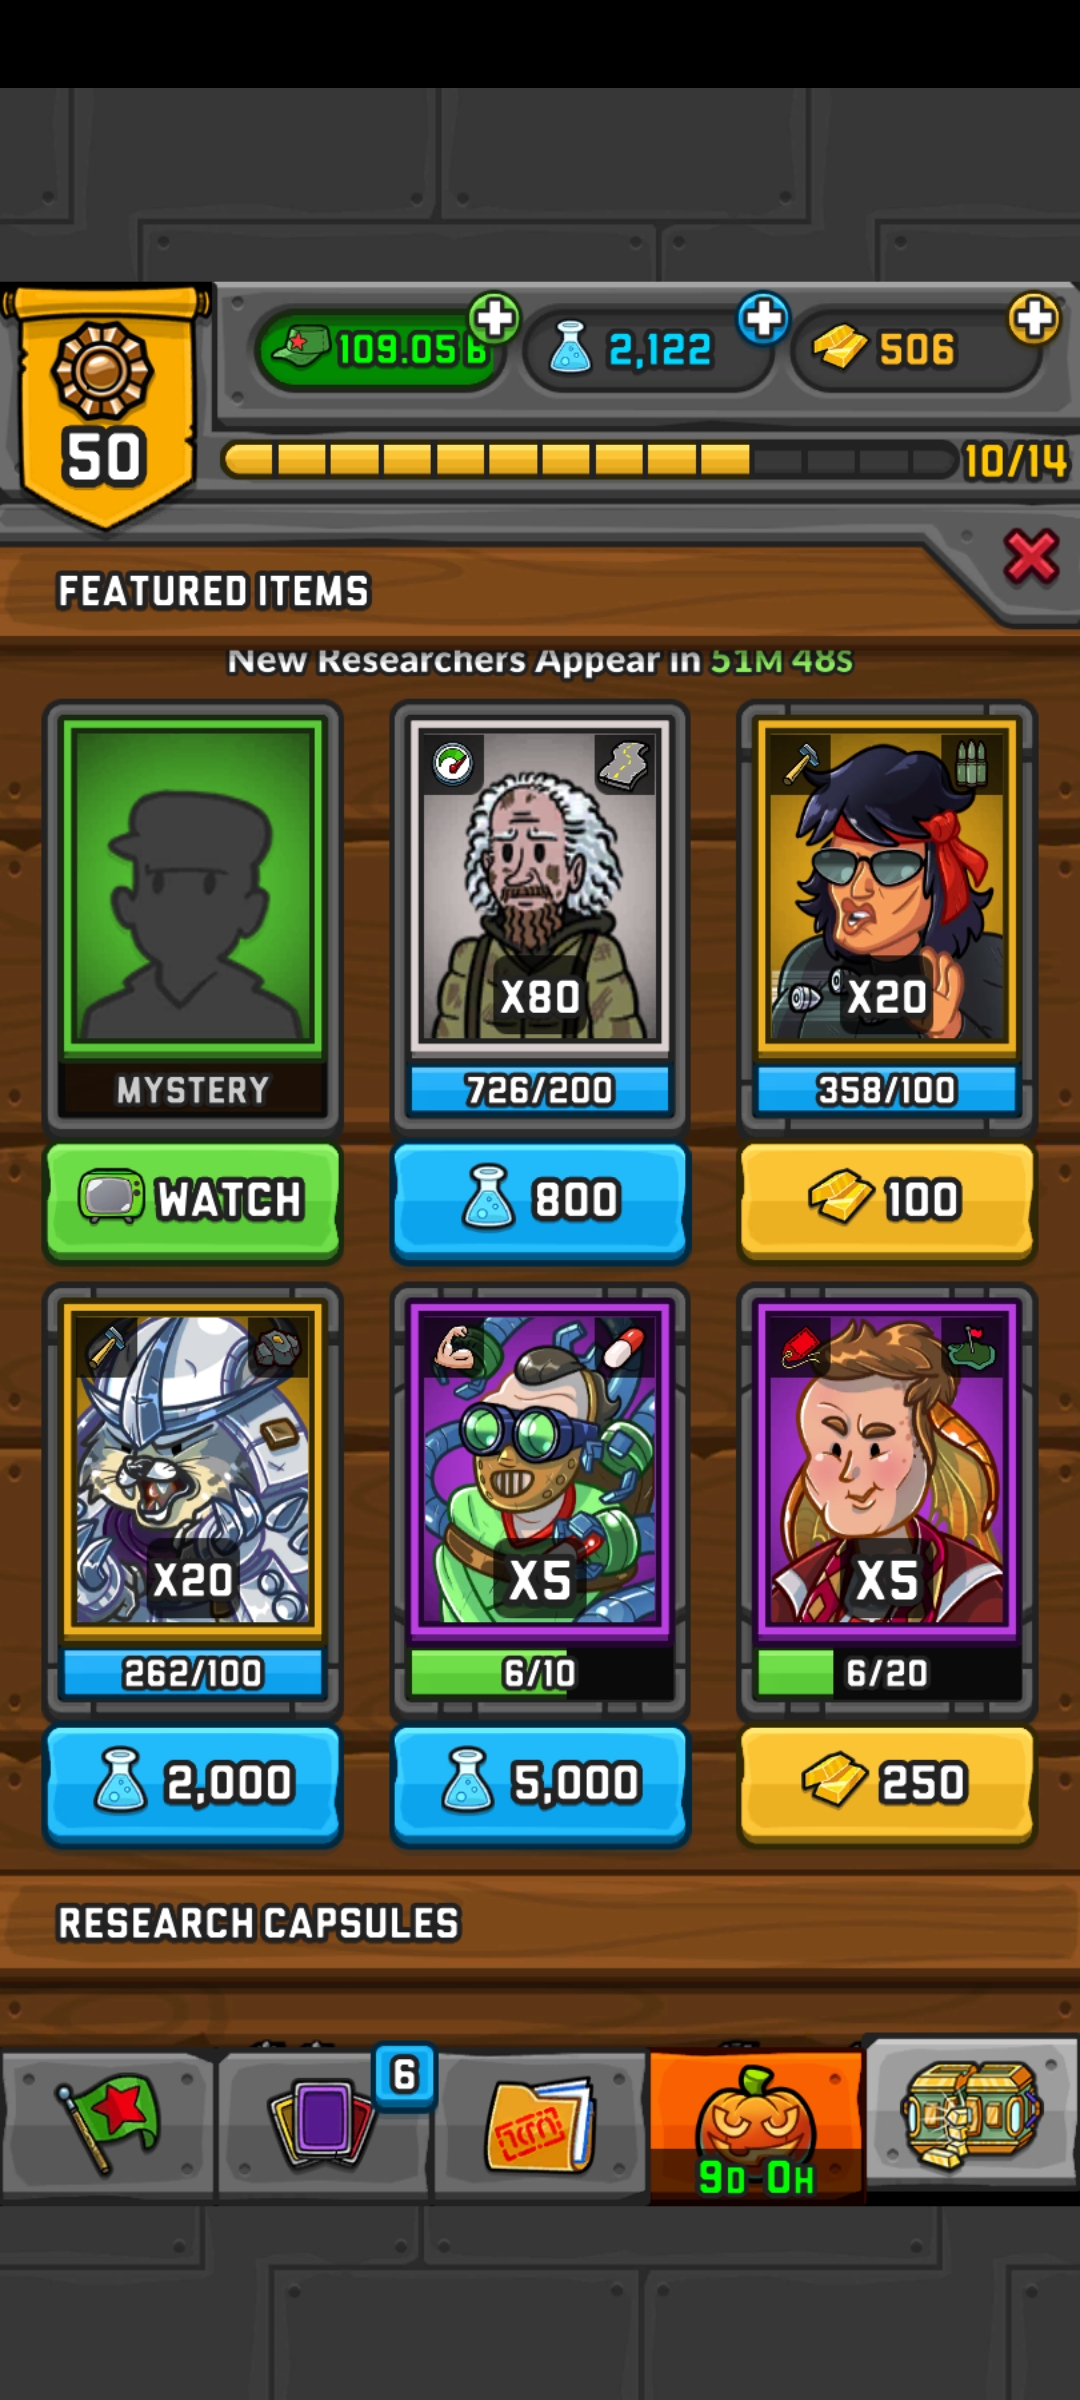 109.05 B
2,122
506
50
10/14
FEATURED ITEMS
New Researchers Appear in 51M 48S
X80
X20
MYSTERY
726/200
358/100
WATCH
800
100
X20
X5
X5
262/100
6/10
6/20
2,000
5,000
250
RESEARCH CAPSULES
6
9D 0H